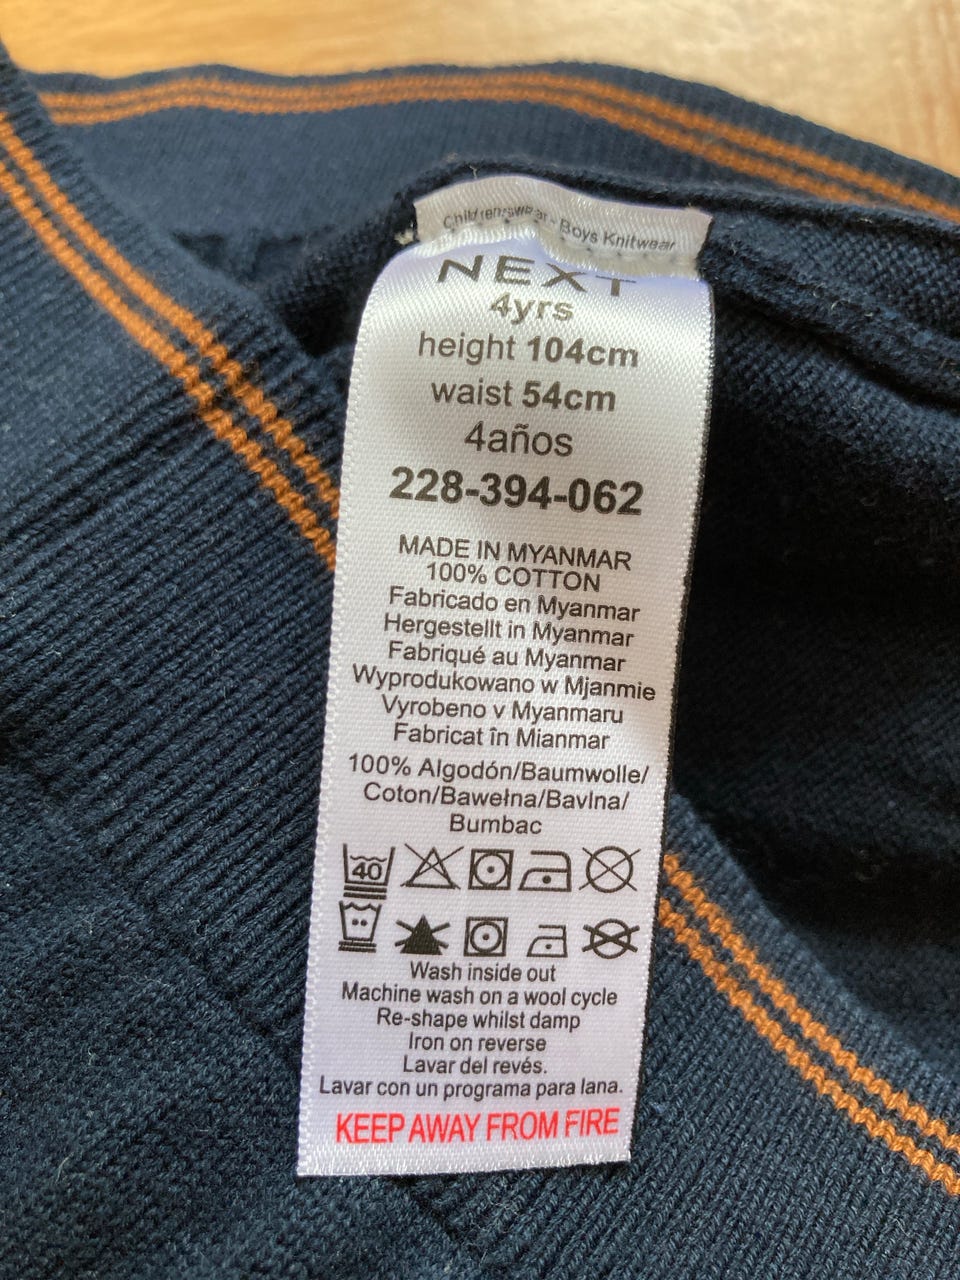 Childrenswear - Boys Knitwear
NEXT
4yrs
height 104cm
waist 54cm
4años
228-394-062
MADE IN MYANMAR
100% COTTON
Fabricado en Myanmar
Hergestellt in Myanmar
Fabriqué au Myanmar
Wyprodukowano w Mjanmie
Vyrobeno v Myanmaru
Fabricat în Mianmar
100% Algodón/Baumwolle/
Coton/Bawełna/Bavlna/
Bumbac
40
Wash inside out
Machine wash on a wool cycle
Re-shape whilst damp
Iron on reverse
Lavar del revés.
Lavar con un programa para lana.
KEEP AWAY FROM FIRE